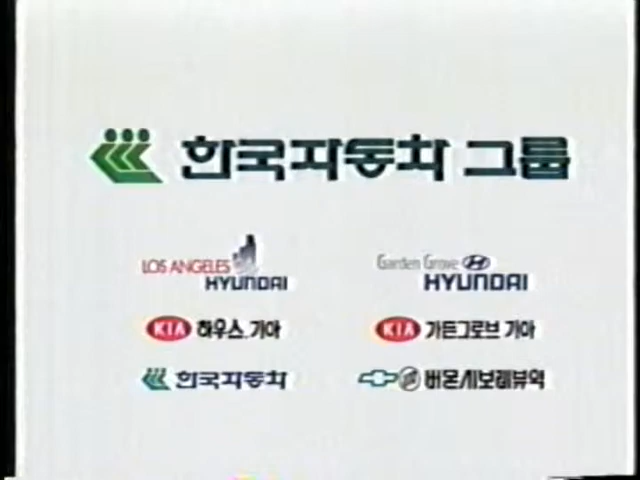 한국자동차 그룹
LOS ANGELES HYUNDAI
Garden Grove HYUNDAI
KIA 하우스.기아
KIA 가든그로브 기아
한국자동차
버몬/시보레뷰익